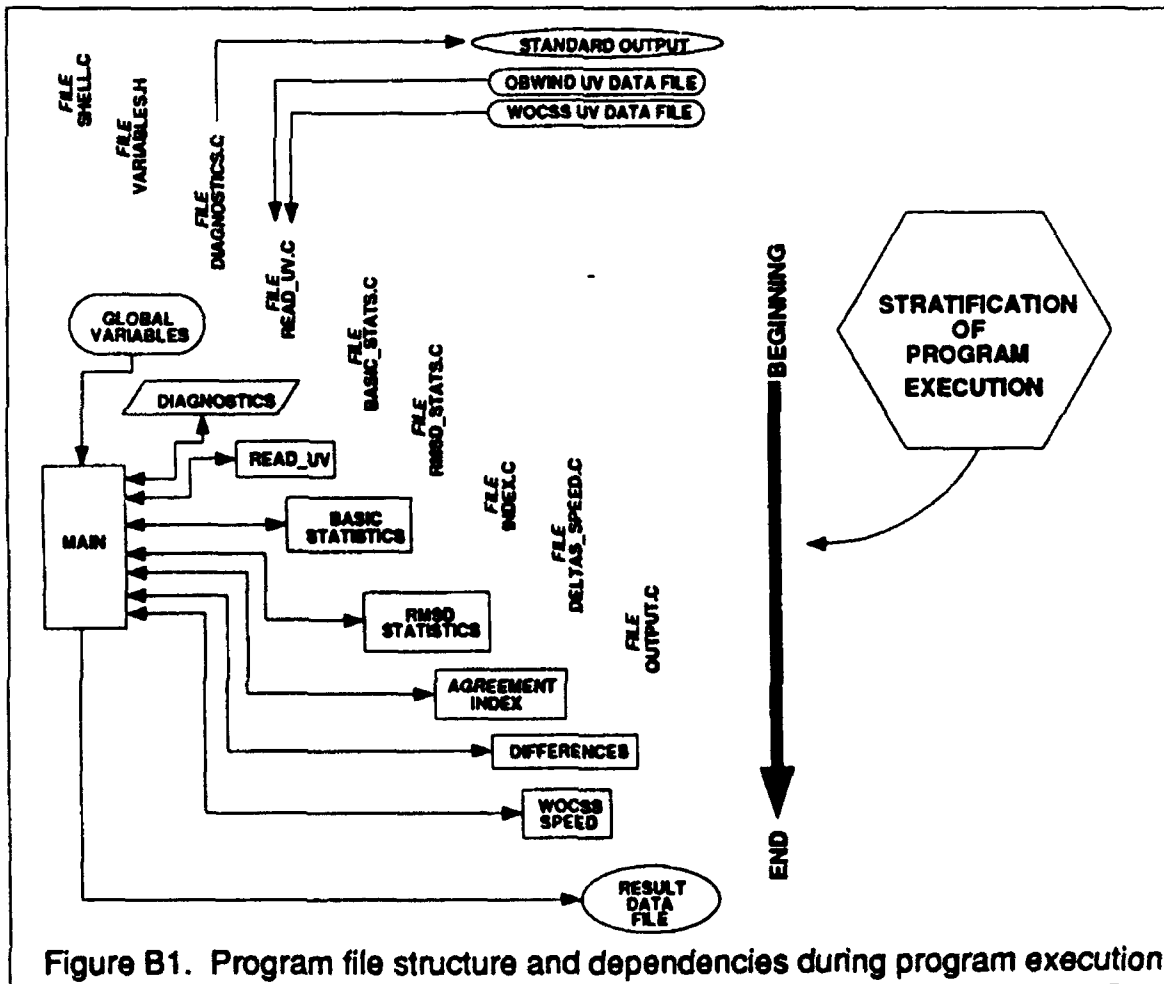 STANDARD OUTPUT
OBWIND UV DATA FILE
WOCSS UV DATA FILE
FILE
SHELL.C
FILE
VARIABLES.H
FILE
DIAGNOSTICS.C
FILE
READ_UV.C
FILE
BASIC_STATS.C
FILE
RMSD_STATS.C
FILE
INDEX.C
FILE
DELTAS_SPEED.C
FILE
OUTPUT.C
GLOBAL
VARIABLES
DIAGNOSTICS
READ_UV
MAIN
BASIC
STATISTICS
RMSD
STATISTICS
AGREEMENT
INDEX
DIFFERENCES
WOCSS
SPEED
RESULT
DATA
FILE
BEGINNING
END
STRATIFICATION
OF
PROGRAM
EXECUTION
Figure B1. Program file structure and dependencies during program execution